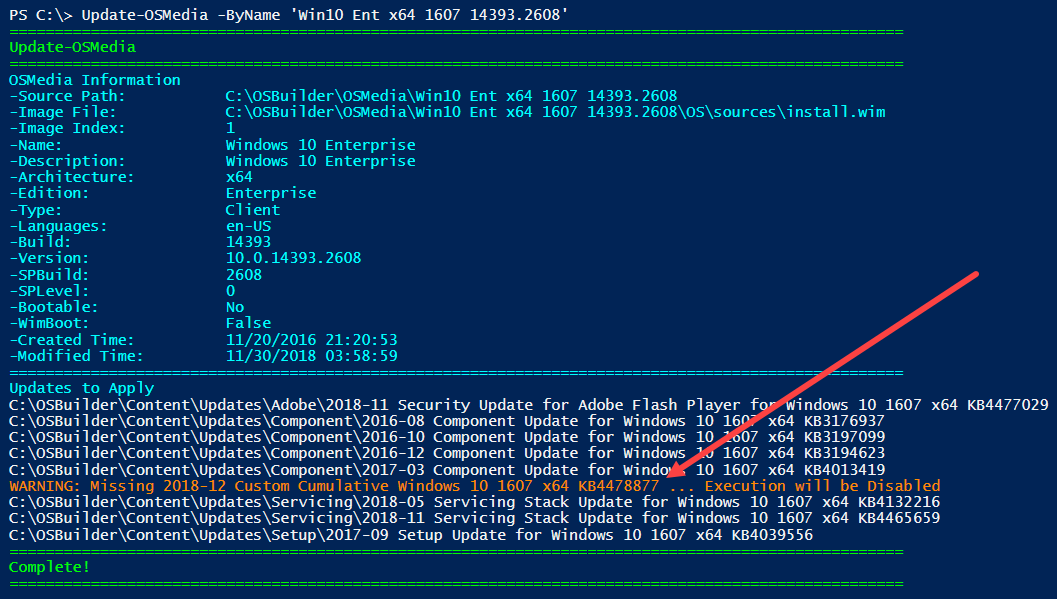 PS C:\> Update-OSMedia -ByName 'Win10 Ent x64 1607 14393.2608'
===================================================================================================
Update-OSMedia
===================================================================================================
OSMedia Information
-Source Path: C:\OSBuilder\OSMedia\Win10 Ent x64 1607 14393.2608
-Image File: C:\OSBuilder\OSMedia\Win10 Ent x64 1607 14393.2608\OS\sources\install.wim
-Image Index: 1
-Name: Windows 10 Enterprise
-Description: Windows 10 Enterprise
-Architecture: x64
-Edition: Enterprise
-Type: Client
-Languages: en-US
-Build: 14393
-Version: 10.0.14393.2608
-SPBuild: 2608
-SPLevel: 0
-Bootable: No
-WimBoot: False
-Created Time: 11/20/2016 21:20:53
-Modified Time: 11/30/2018 03:58:59
===================================================================================================
Updates to Apply
C:\OSBuilder\Content\Updates\Adobe\2018-11 Security Update for Adobe Flash Player for Windows 10 1607 x64 KB4477029
C:\OSBuilder\Content\Updates\Component\2016-08 Component Update for Windows 10 1607 x64 KB3176937
C:\OSBuilder\Content\Updates\Component\2016-10 Component Update for Windows 10 1607 x64 KB3197099
C:\OSBuilder\Content\Updates\Component\2016-12 Component Update for Windows 10 1607 x64 KB3194623
C:\OSBuilder\Content\Updates\Component\2017-03 Component Update for Windows 10 1607 x64 KB4013419
WARNING: Missing 2018-12 Custom Cumulative Windows 10 1607 x64 KB4478877 ... Execution will be Disabled
C:\OSBuilder\Content\Updates\Servicing\2018-05 Servicing Stack Update for Windows 10 1607 x64 KB4132216
C:\OSBuilder\Content\Updates\Servicing\2018-11 Servicing Stack Update for Windows 10 1607 x64 KB4465659
C:\OSBuilder\Content\Updates\Setup\2017-09 Setup Update for Windows 10 1607 x64 KB4039556
===================================================================================================
Complete!
===================================================================================================